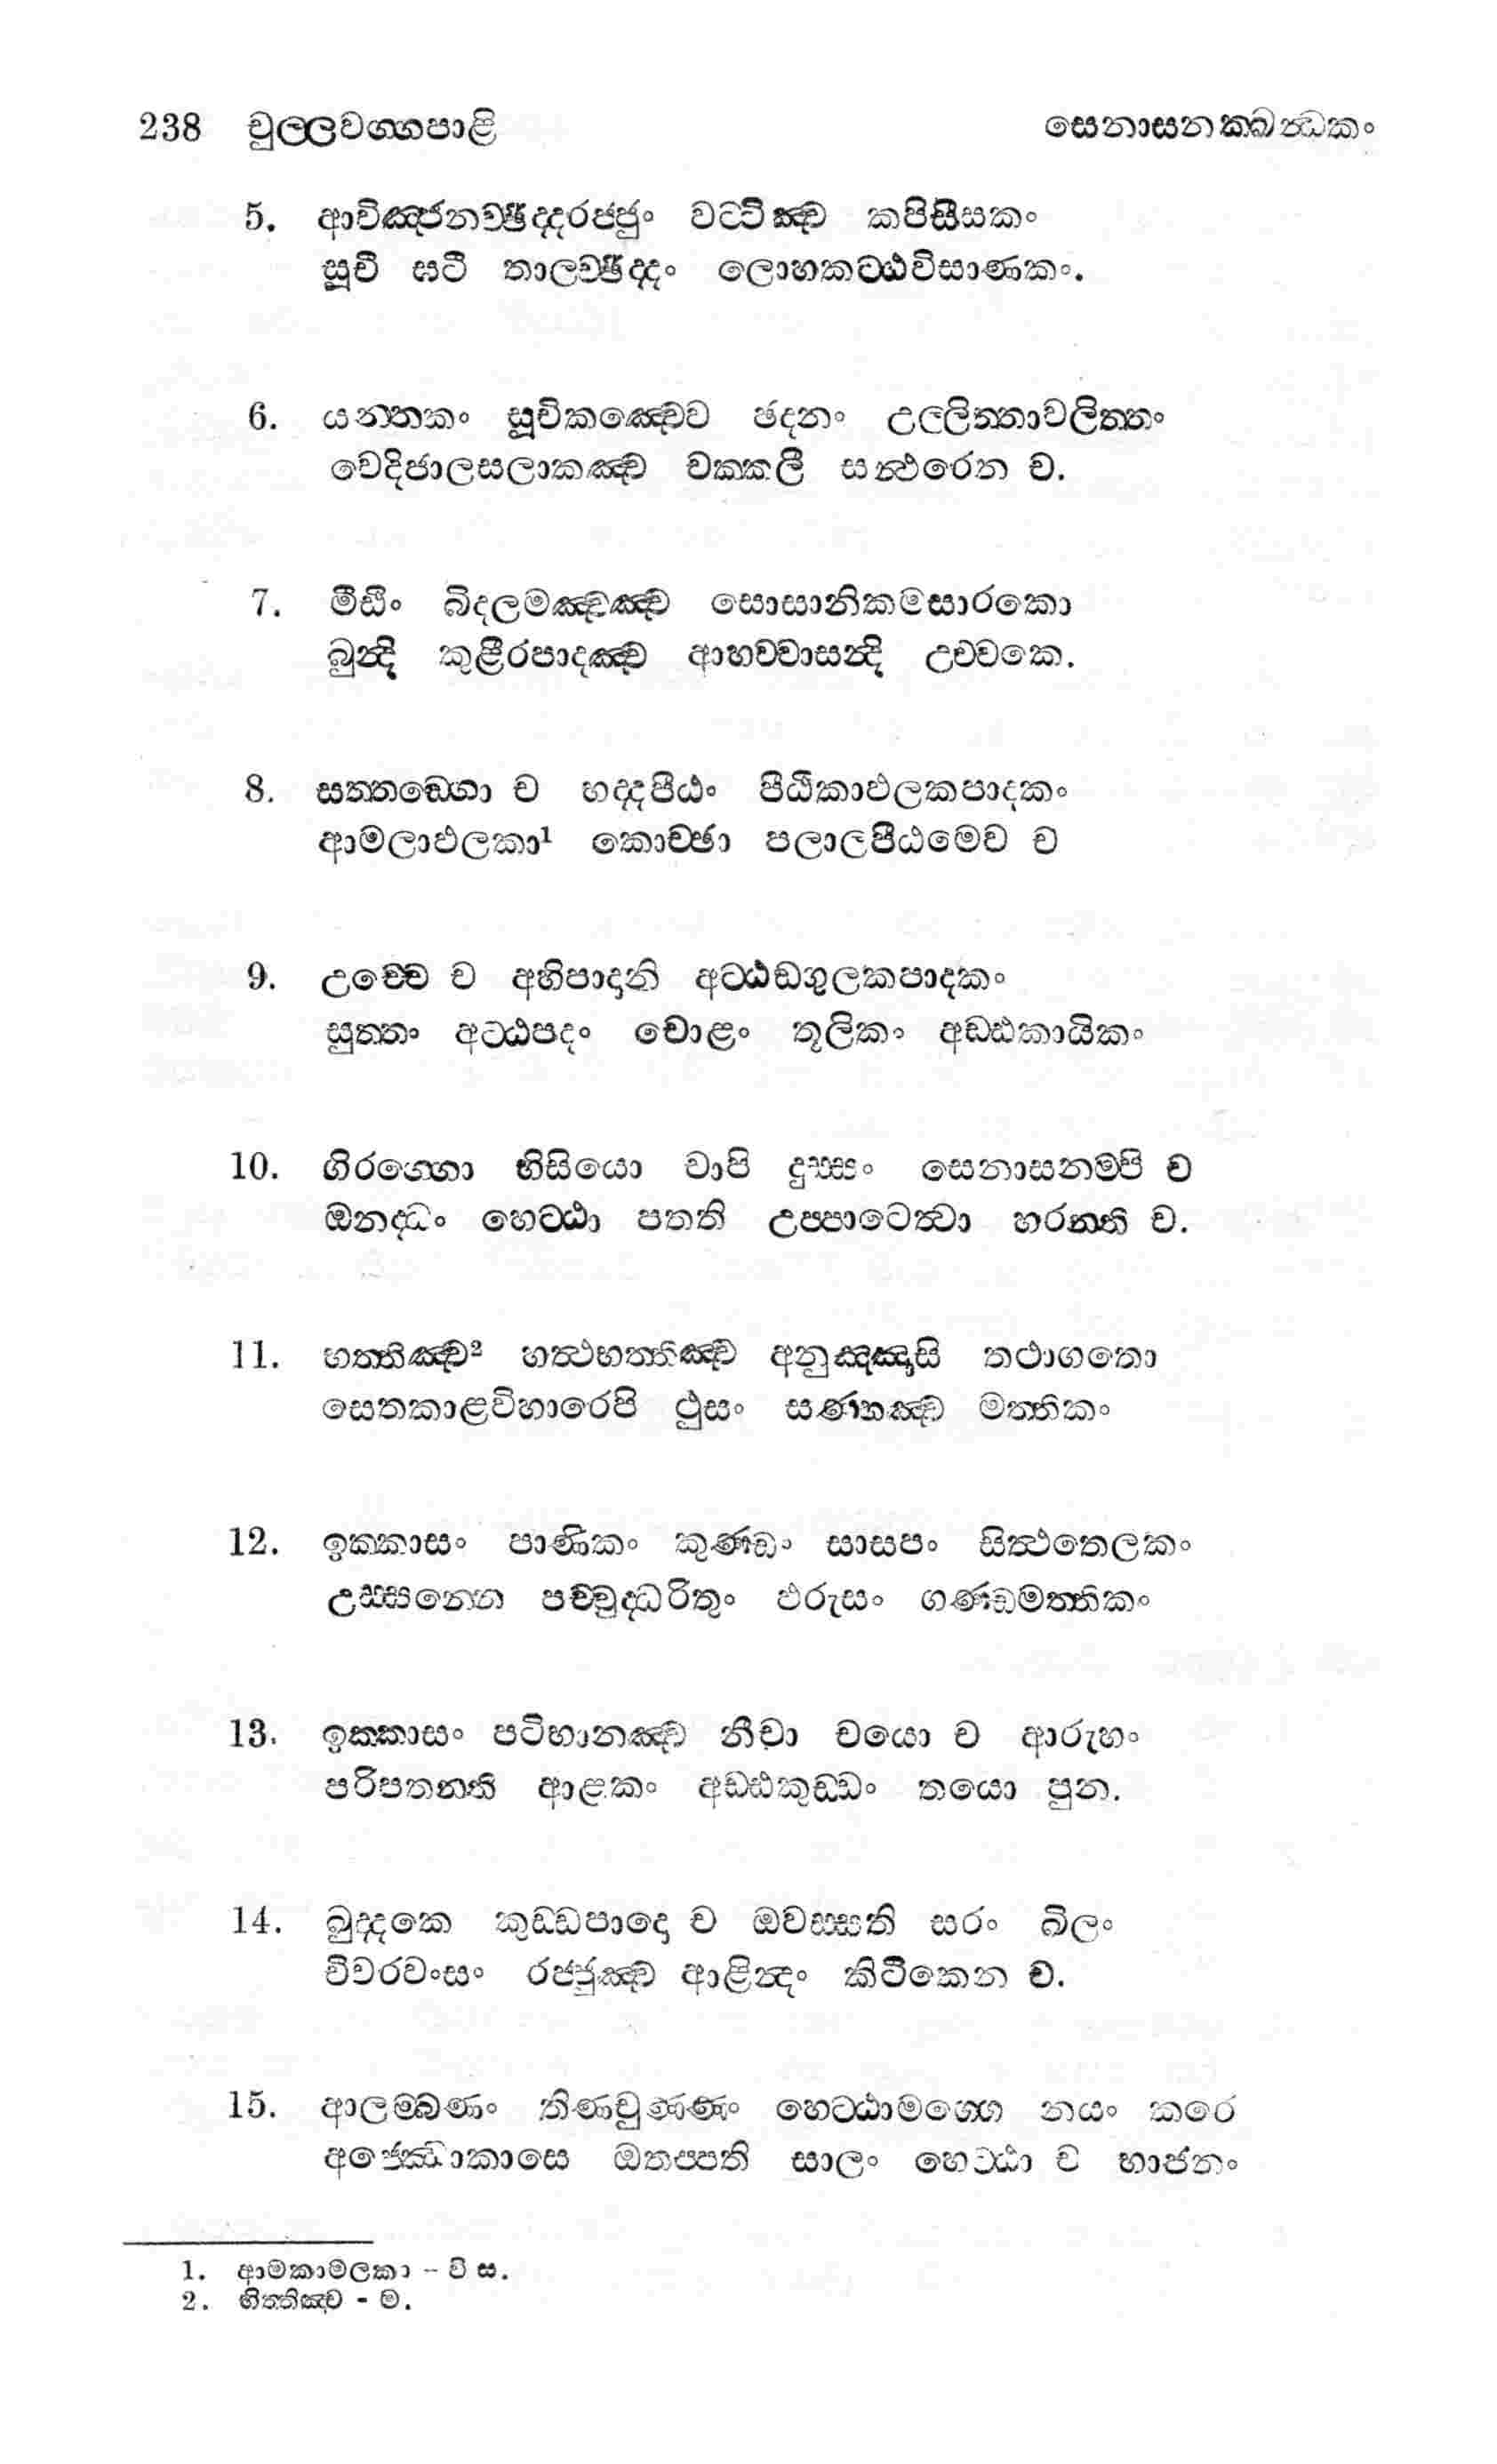 238 චුල්ලවග්ගපාළි
සෙනාසනක්ඛන්ධකං
5. ආවිඤ්ජනච්ඡිද්දරජ්ජුං වට්ටිඤ්ච කපිසීසකං
සූචී ඝටී තාලච්ඡිද්දං ලොහකට්ඨවිසාණකං.
6. යන්තකං සූචිකඤ්චෙව ඡදනං උල්ලිත්තාවලිත්තං
වෙදිජාලසලාකඤ්ච චක්කලී සන්ථරෙන ච.
7. මීඪිං බිදලමඤ්චඤ්ච සොසානිකමසාරකො
බුන්දි කුළීරපාදඤ්ච ආහච්චාසන්දි උච්චකෙ.
8. සත්තඞ්ගො ච භද්දපීඨං පීඨිකාඵලකපාදකං
ආමලාඵලකා¹ කොච්ඡා පලාලපීඨමෙව ච
9. උච්චෙ ච අහිපාදානි අට්ඨඞගුලකපාදකං
සුත්තං අට්ඨපදං චොළං තූලිකං අඩ්ඪකායිකං
10. ගිරග්ගො භිසියො චාපි දුස්සං සෙනාසනම්පි ච
ඔනද්ධං හෙට්ඨා පතති උප්පාටෙත්වා හරන්ති ච.
11. භත්තිඤ්ච² හත්ථභත්තිඤ්ච අනුඤ්ඤාසි තථාගතො
සෙතකාළවිහාරෙපි ථුසං සණ්හඤ්ච මත්තිකං
12. ඉක්කාසං පාණිකං කුණ්ඩං සාසපං සිත්ථතෙලකං
උස්සන්නෙ පච්චුද්ධරිතුං ඵරුසං ගණ්ඩමත්තිකං
13. ඉක්කාසං පටිභානඤ්ච නීචා චයො ච ආරුහං
පරිපතන්ති ආළකං අඩ්ඪකුඩ්ඩං තයො පුන.
14. ඛුද්දකෙ කුඩ්ඩපාදො ච ඔවස්සති සරං ඛිලං
චීවරවංසං රජ්ජුඤ්ච ආළින්දං කිටිකෙන ච.
15. ආලම්බණං තිණචුණ්ණං හෙට්ඨාමග්ගෙ නයං කරෙ
අජ්ඣොකාසෙ ඔතප්පති සාලං හෙට්ඨා ච භාජනං
1. ආමකාමලකා - වි ස.
2. භිත්තිඤ්ච - ම.